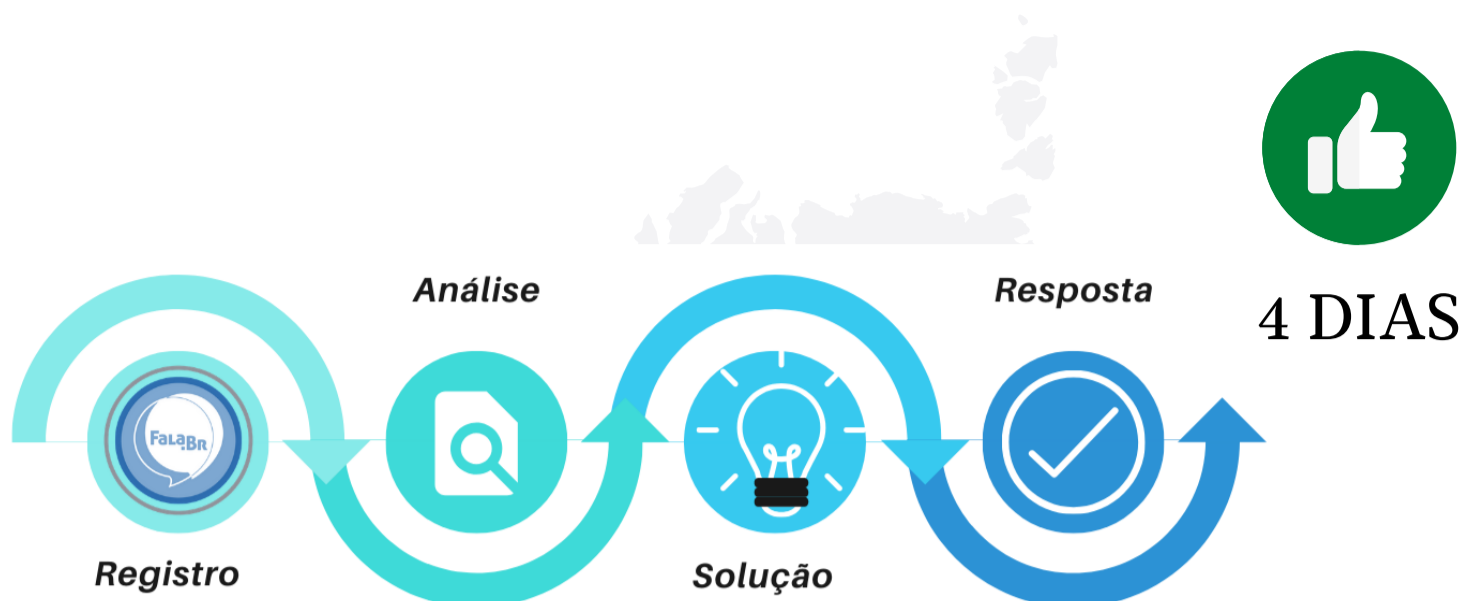 Análise
Resposta
4 DIAS
FalaBR
Registro
Solução